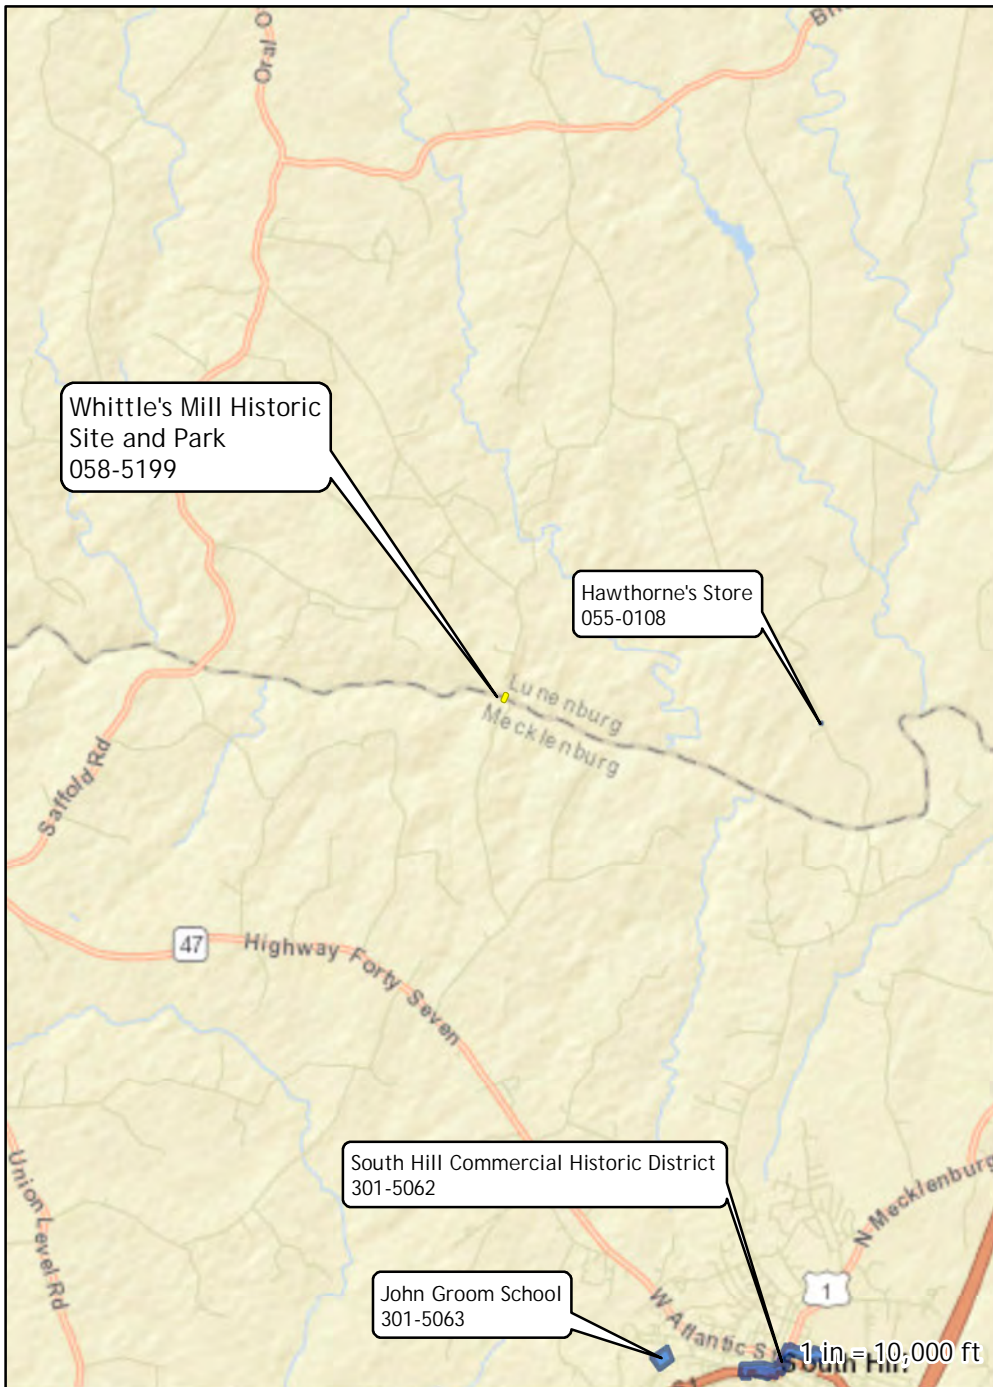 Oral O
Whittle's Mill Historic
Site and Park
058-5199
Hawthorne's Store
055-0108
Lunenburg
Mecklenburg
Saffold Rd
47
Highway Forty Seven
South Hill Commercial Historic District
301-5062
Union Level Rd
N Mecklenburg
John Groom School
301-5063
1
W Atlantic S
1 in = 10,000 ft
South Hill